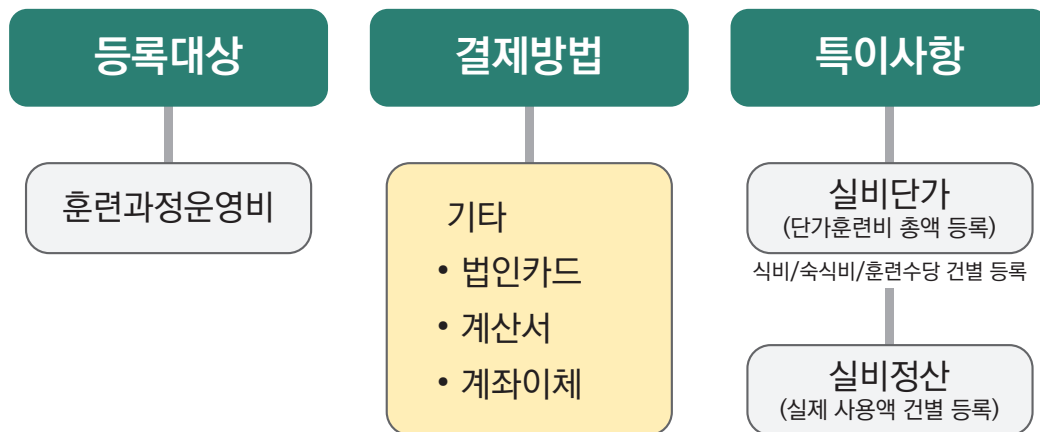 등록대상
훈련과정운영비
결제방법
기타
• 법인카드
• 계산서
• 계좌이체
특이사항
실비단가
(단가훈련비 총액 등록)
식비/숙식비/훈련수당 건별 등록
실비정산
(실제 사용액 건별 등록)